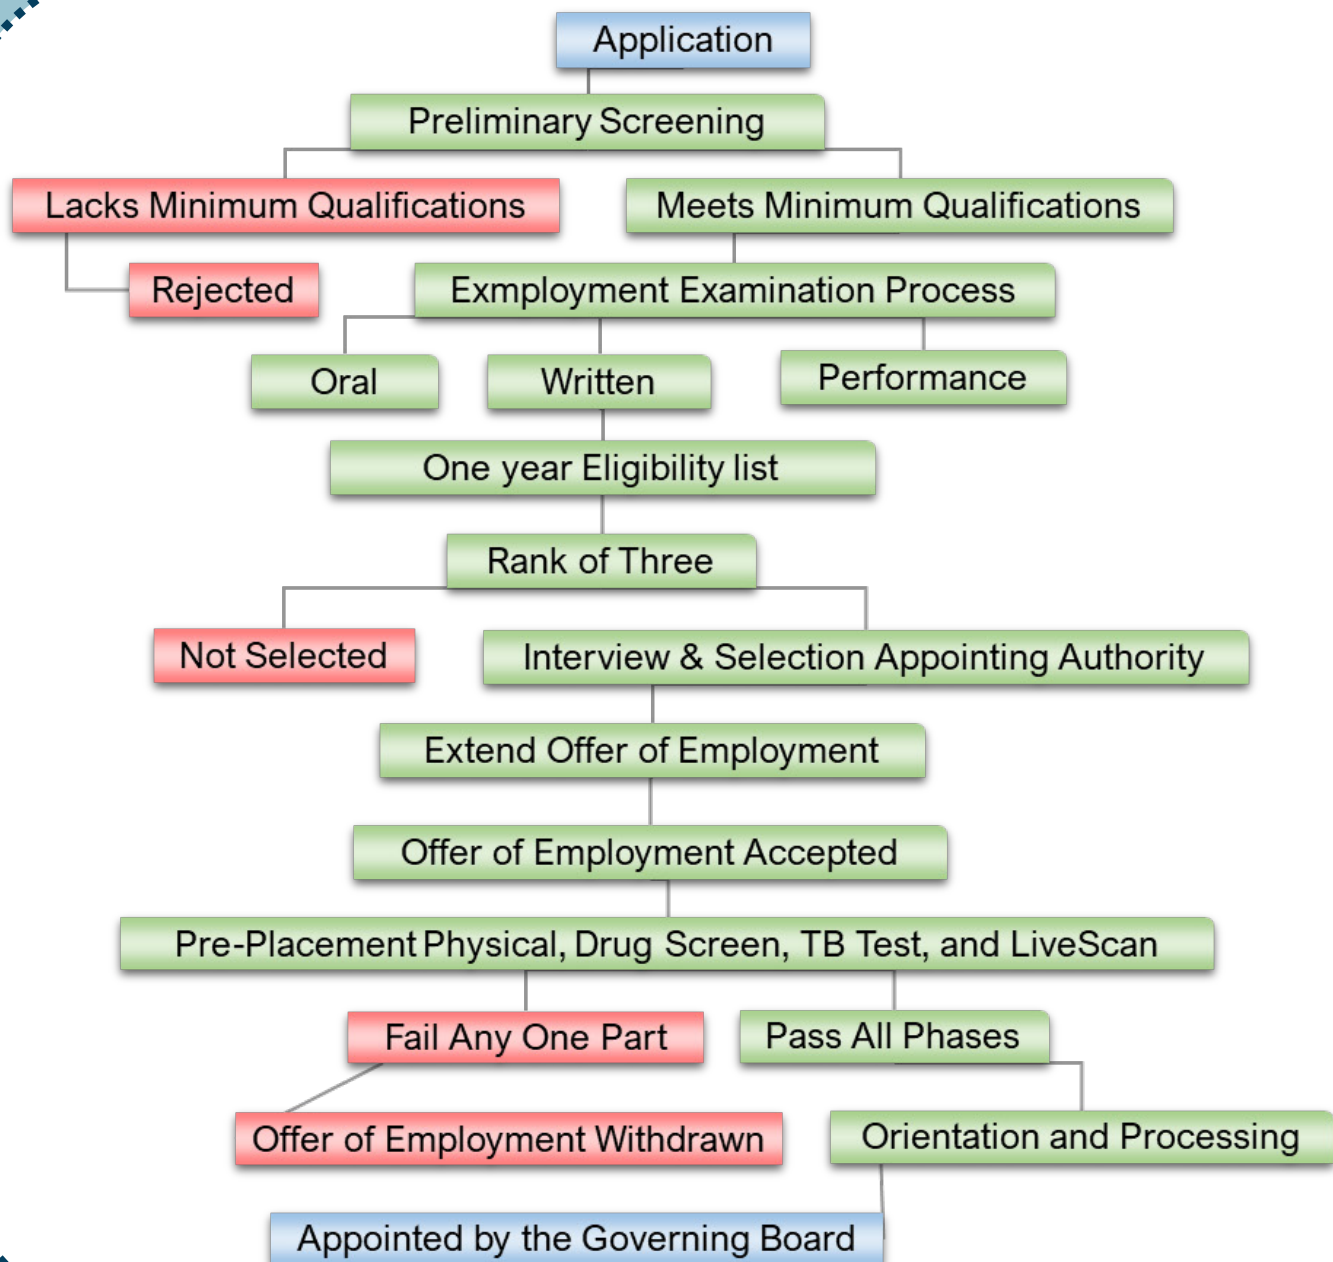 Application
Preliminary Screening
Lacks Minimum Qualifications
Meets Minimum Qualifications
Rejected
Exmployment Examination Process
Oral
Written
Performance
One year Eligibility list
Rank of Three
Not Selected
Interview & Selection Appointing Authority
Extend Offer of Employment
Offer of Employment Accepted
Pre-Placement Physical, Drug Screen, TB Test, and LiveScan
Fail Any One Part
Pass All Phases
Offer of Employment Withdrawn
Orientation and Processing
Appointed by the Governing Board